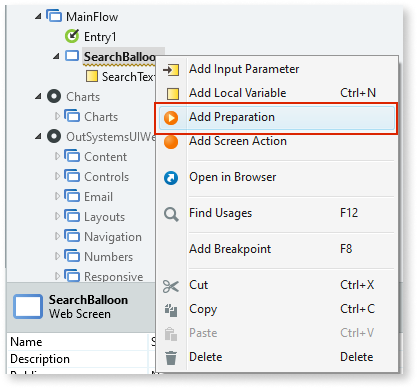 MainFlow
Entry1
SearchBalloon
SearchText
Charts
Charts
OutSystemsUIWe
Content
Controls
Email
Layouts
Navigation
Numbers
Responsive
Add Input Parameter
Add Local Variable Ctrl+N
Add Preparation
Add Screen Action
Open in Browser
Find Usages F12
Add Breakpoint F8
Cut Ctrl+X
Copy Ctrl+C
Paste Ctrl+V
Delete Delete
SearchBalloon
Web Screen
Name S
Description